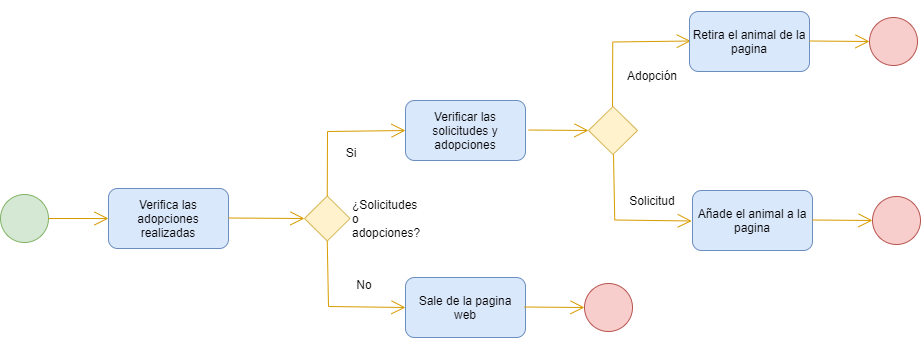 Verifica las
adopciones
realizadas
¿Solicitudes
o
adopciones?
Si
Verificar las
solicitudes y
adopciones
Adopción
Retira el animal de la
pagina
Solicitud
Añade el animal a la
pagina
No
Sale de la pagina
web